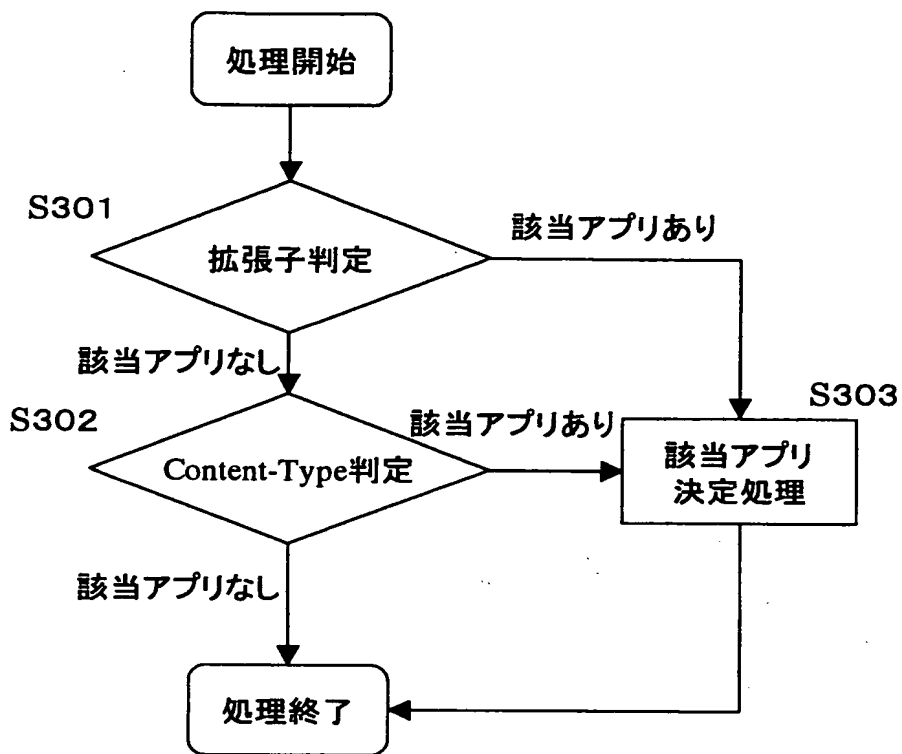 処理開始
S301
該当アプリあり
拡張子判定
該当アプリなし
S303
S302
該当アプリあり
該当アプリ
決定処理
Content-Type判定
該当アプリなし
処理終了